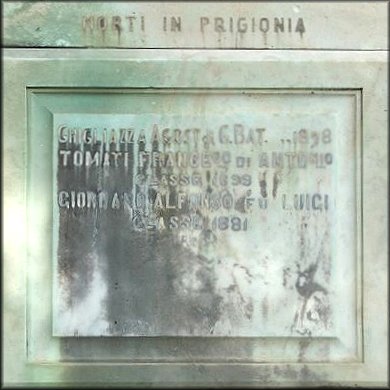 MORTI IN PRIGIONIA
GHIGLIAZZA AGOST. DI G. BAT. .. 1898
TOMATI FRANCESCO DI ANTONIO
CLASSE 1898
GIORDANO ALFONSO FU LUIGI
CLASSE 1881